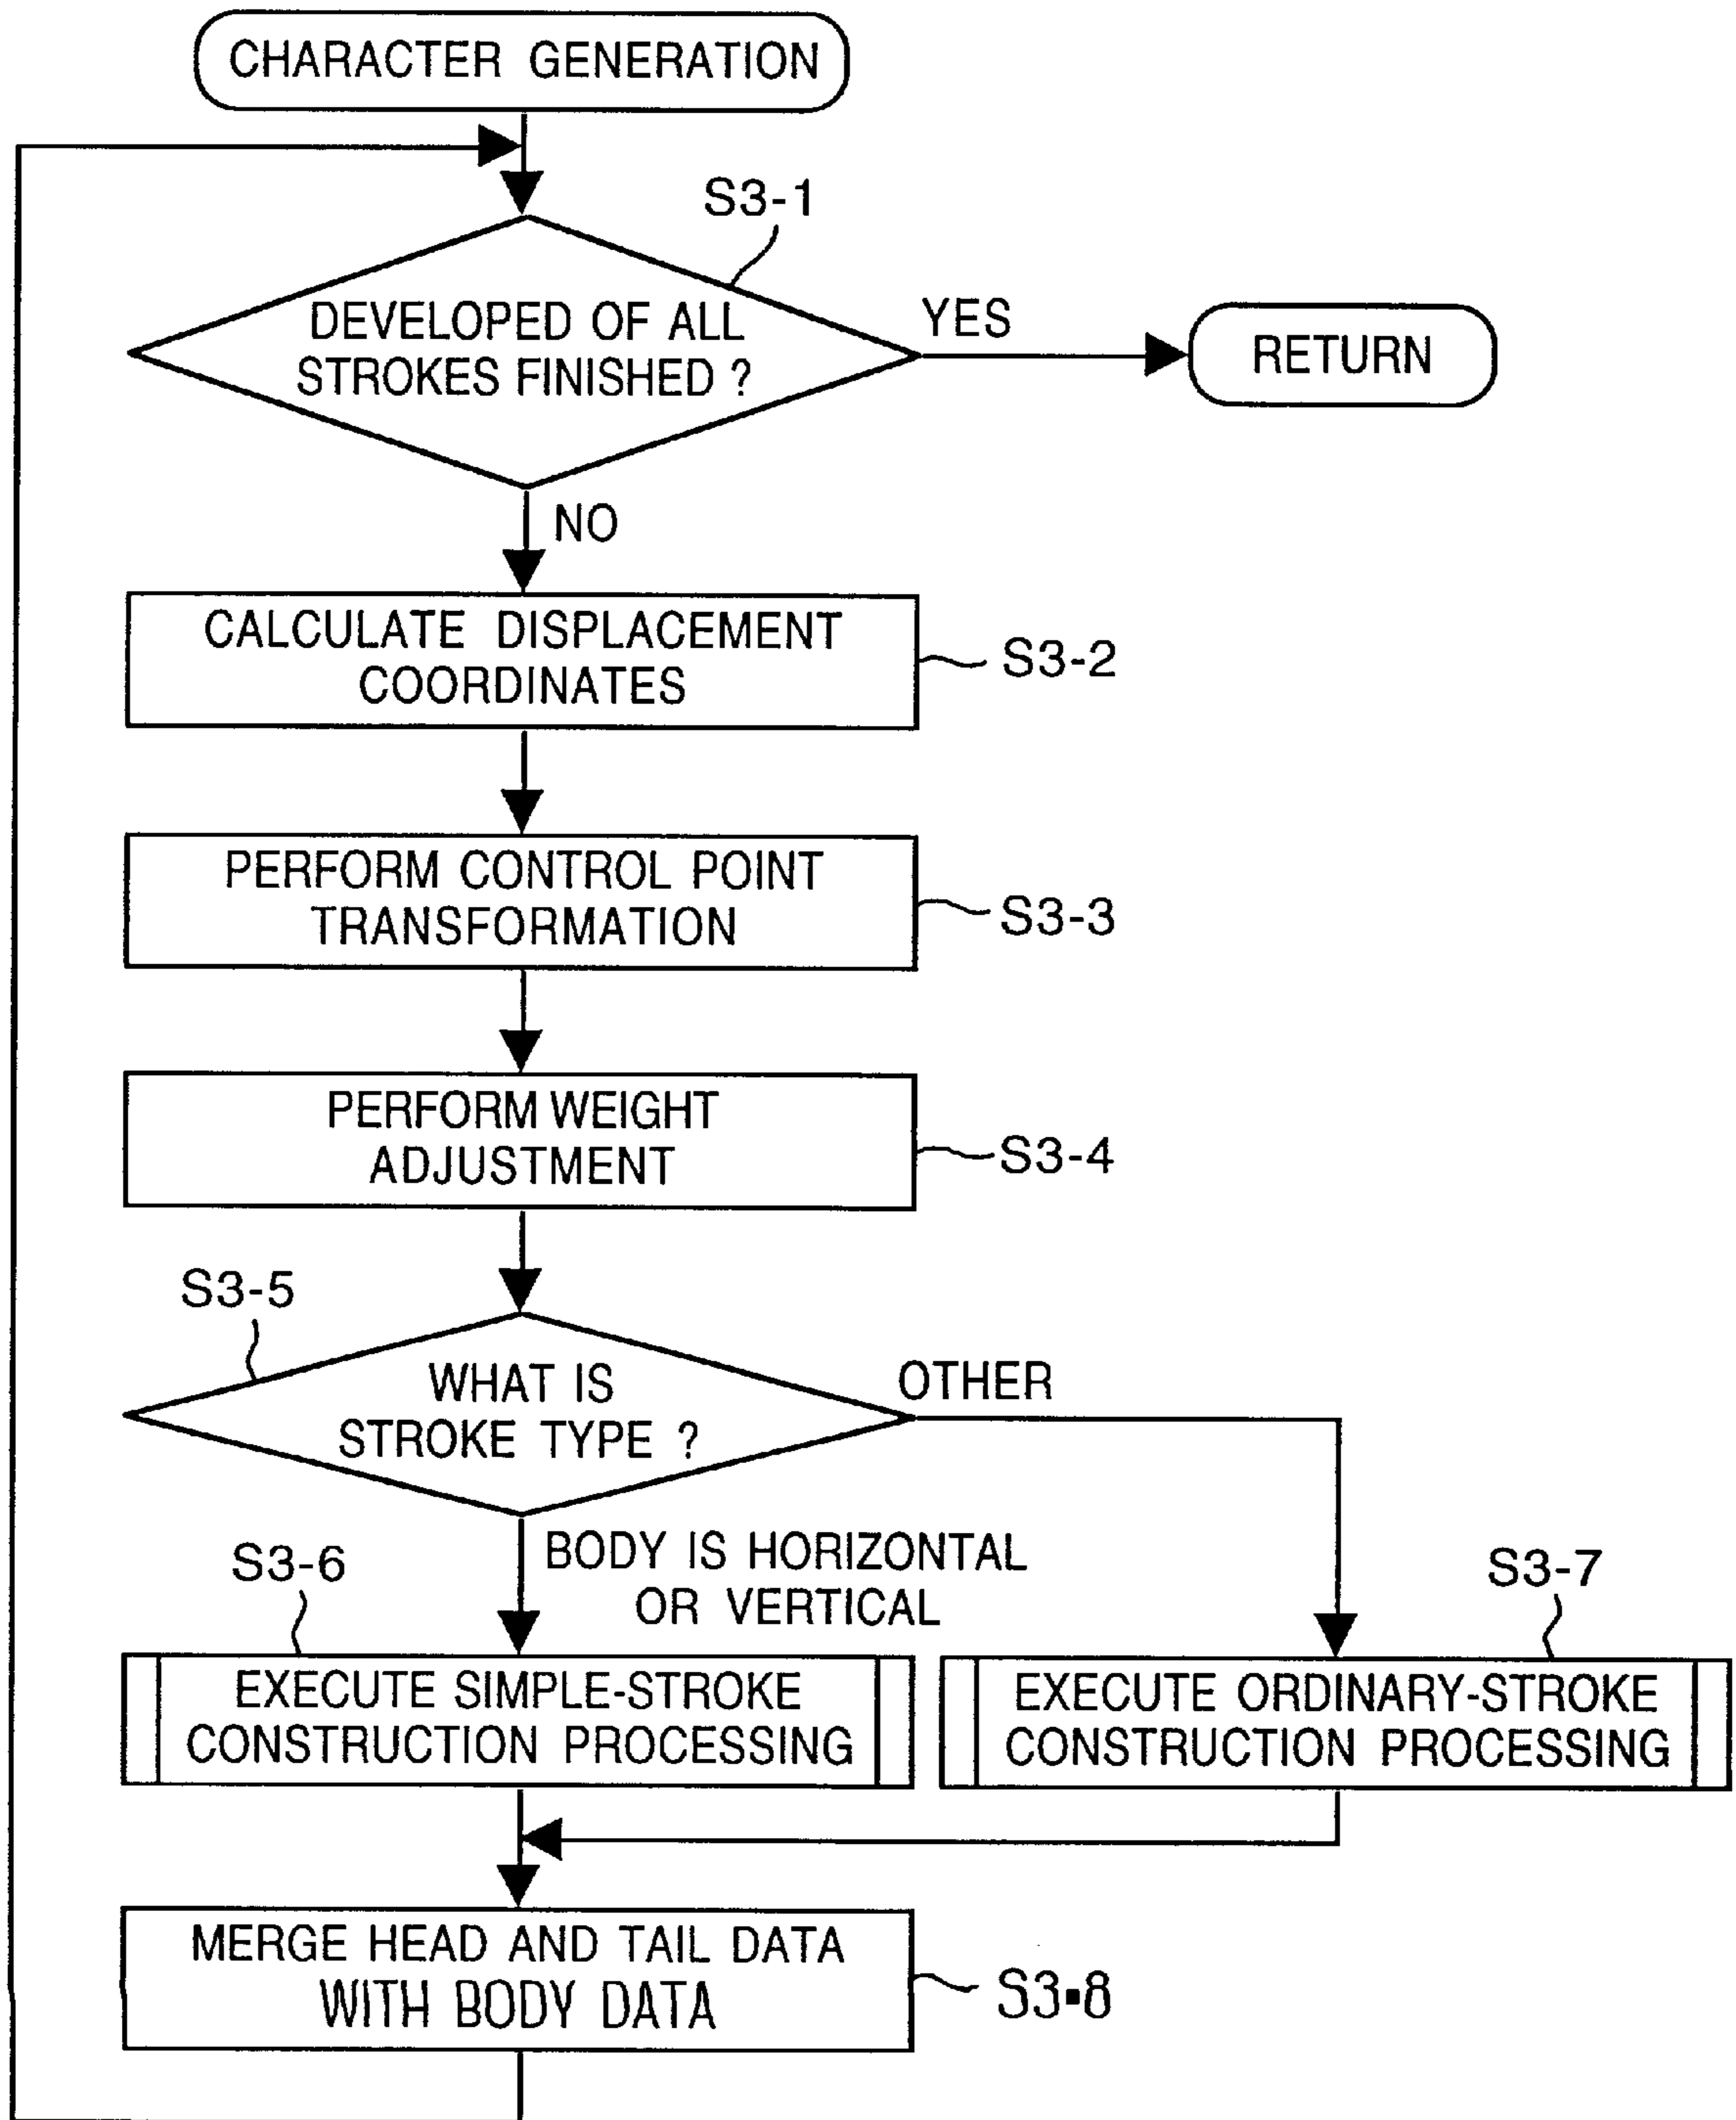 CHARACTER GENERATION
S3-1
DEVELOPED OF ALL
STROKES FINISHED ?
YES
RETURN
NO
CALCULATE DISPLACEMENT
COORDINATES
S3-2
PERFORM CONTROL POINT
TRANSFORMATION
S3-3
PERFORM WEIGHT
ADJUSTMENT
S3-4
S3-5
WHAT IS
STROKE TYPE ?
OTHER
BODY IS HORIZONTAL
OR VERTICAL
S3-6
S3-7
EXECUTE SIMPLE-STROKE
CONSTRUCTION PROCESSING
EXECUTE ORDINARY-STROKE
CONSTRUCTION PROCESSING
MERGE HEAD AND TAIL DATA
WITH BODY DATA
S3-8